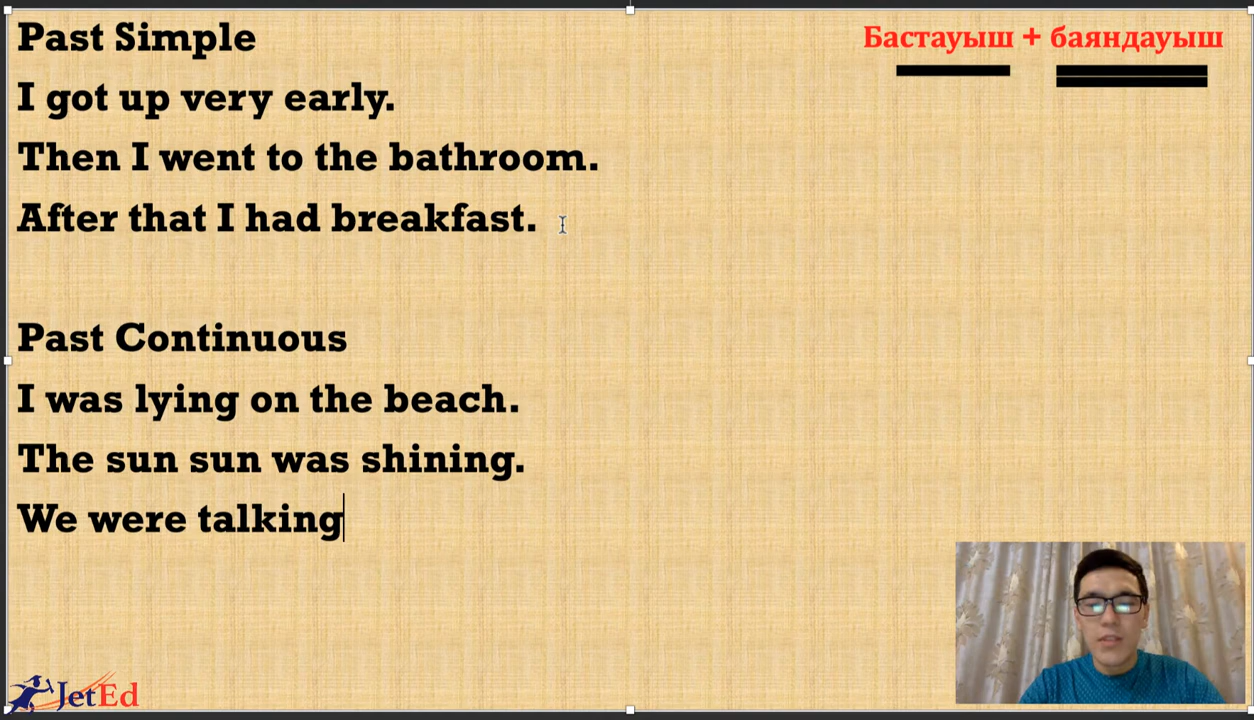 Past Simple
Бастауыш + баяндауыш
I got up very early.
Then I went to the bathroom.
After that I had breakfast.
Past Continuous
I was lying on the beach.
The sun sun was shining.
We were talking
JetEd